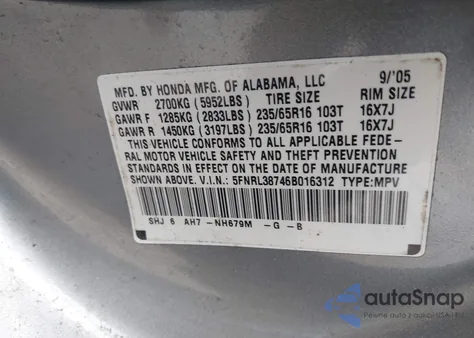 MFD. BY HONDA MFG. OF ALABAMA, LLC 9/'05
GVWR 2700KG (5952LBS) TIRE SIZE RIM SIZE
GAWR F 1285KG (2833LBS) 235/65R16 103T 16X7J
GAWR R 1450KG (3197LBS) 235/65R16 103T 16X7J
THIS VEHICLE CONFORMS TO ALL APPLICABLE FEDE-
RAL MOTOR VEHICLE SAFETY AND THEFT PREVENTION
STANDARDS IN EFFECT ON THE DATE OF MANUFACTURE
SHOWN ABOVE. V.I.N.: 5FNRL38746B016312 TYPE:MPV
SHJ 6 AH7 -NH679M -G -B
autoSnap